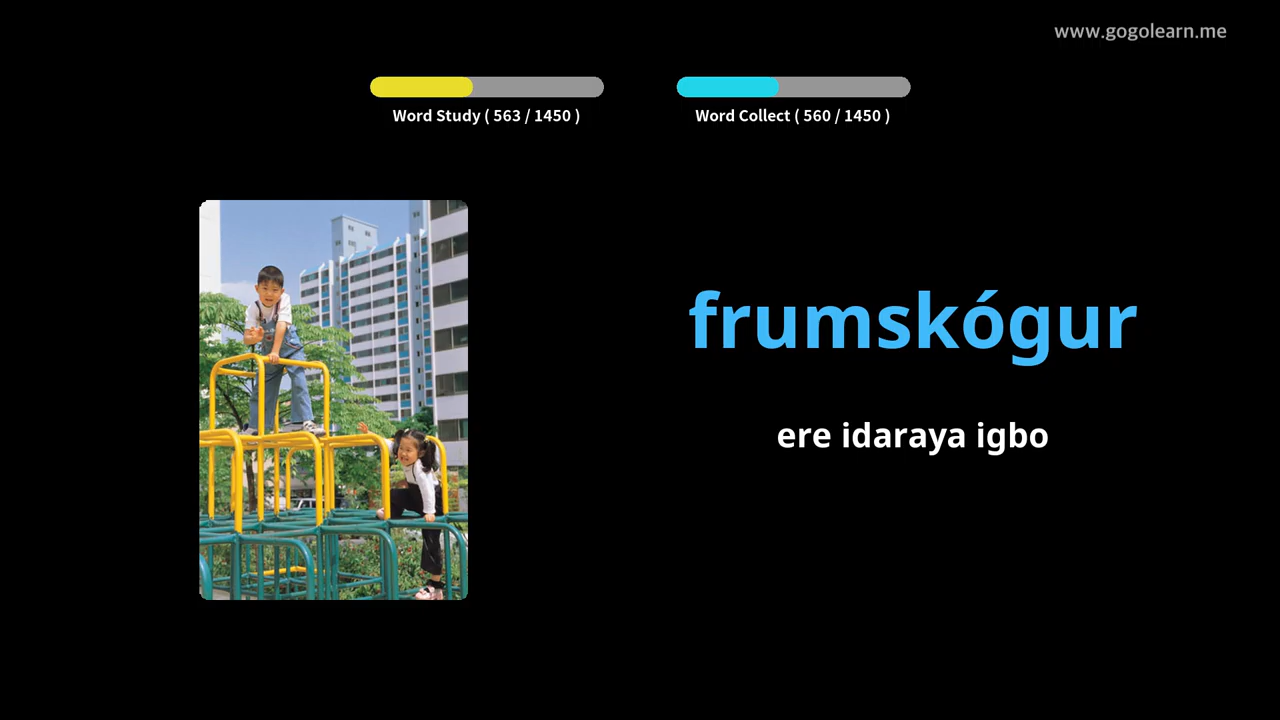 www.gogolearn.me
Word Study ( 563 / 1450 )
Word Collect ( 560 / 1450 )
frumskógur
ere idaraya igbo